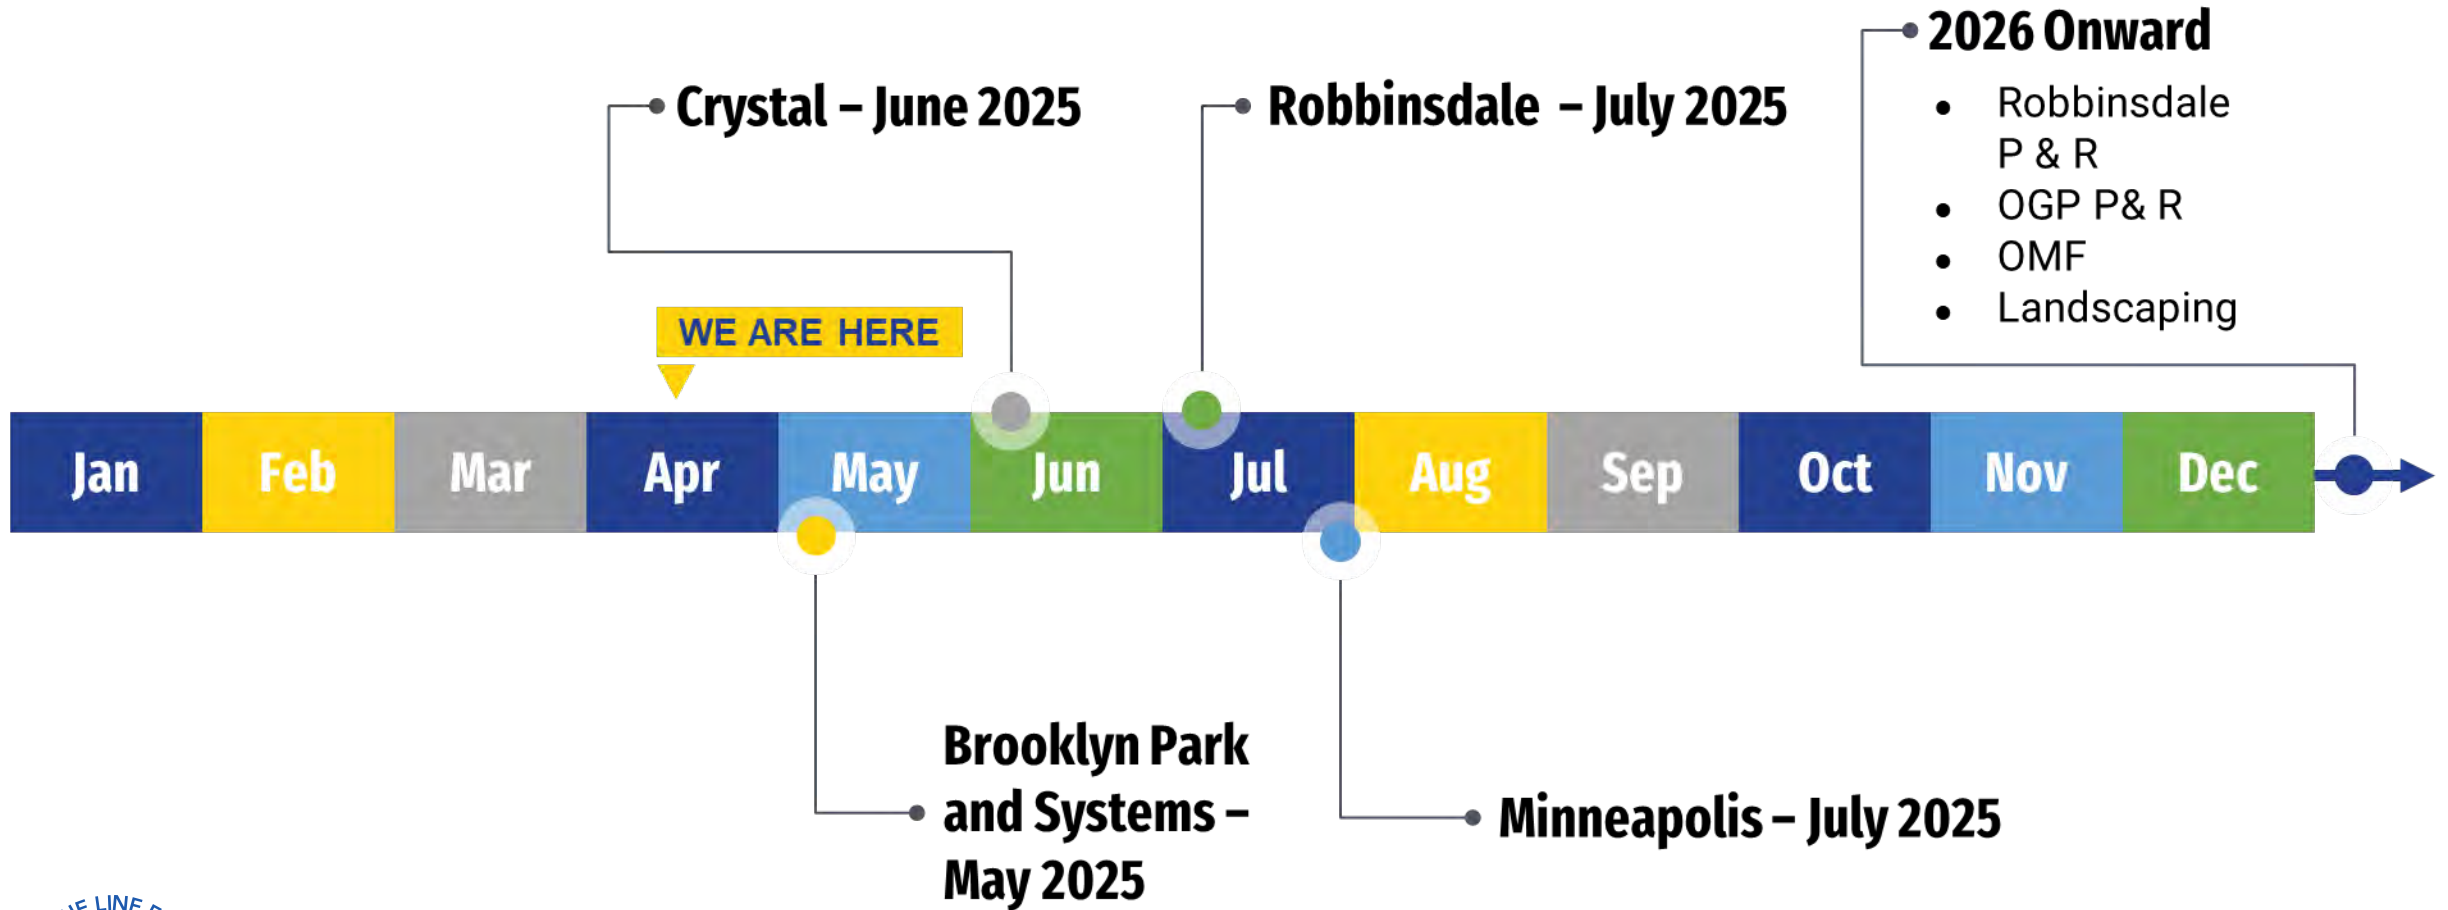 2026 Onward
Crystal – June 2025
Robbinsdale – July 2025
• Robbinsdale
P & R
• OGP P& R
• OMF
• Landscaping
WE ARE HERE
Jan Feb Mar Apr May Jun Jul Aug Sep Oct Nov Dec
Brooklyn Park
and Systems –
May 2025
Minneapolis – July 2025
LINE